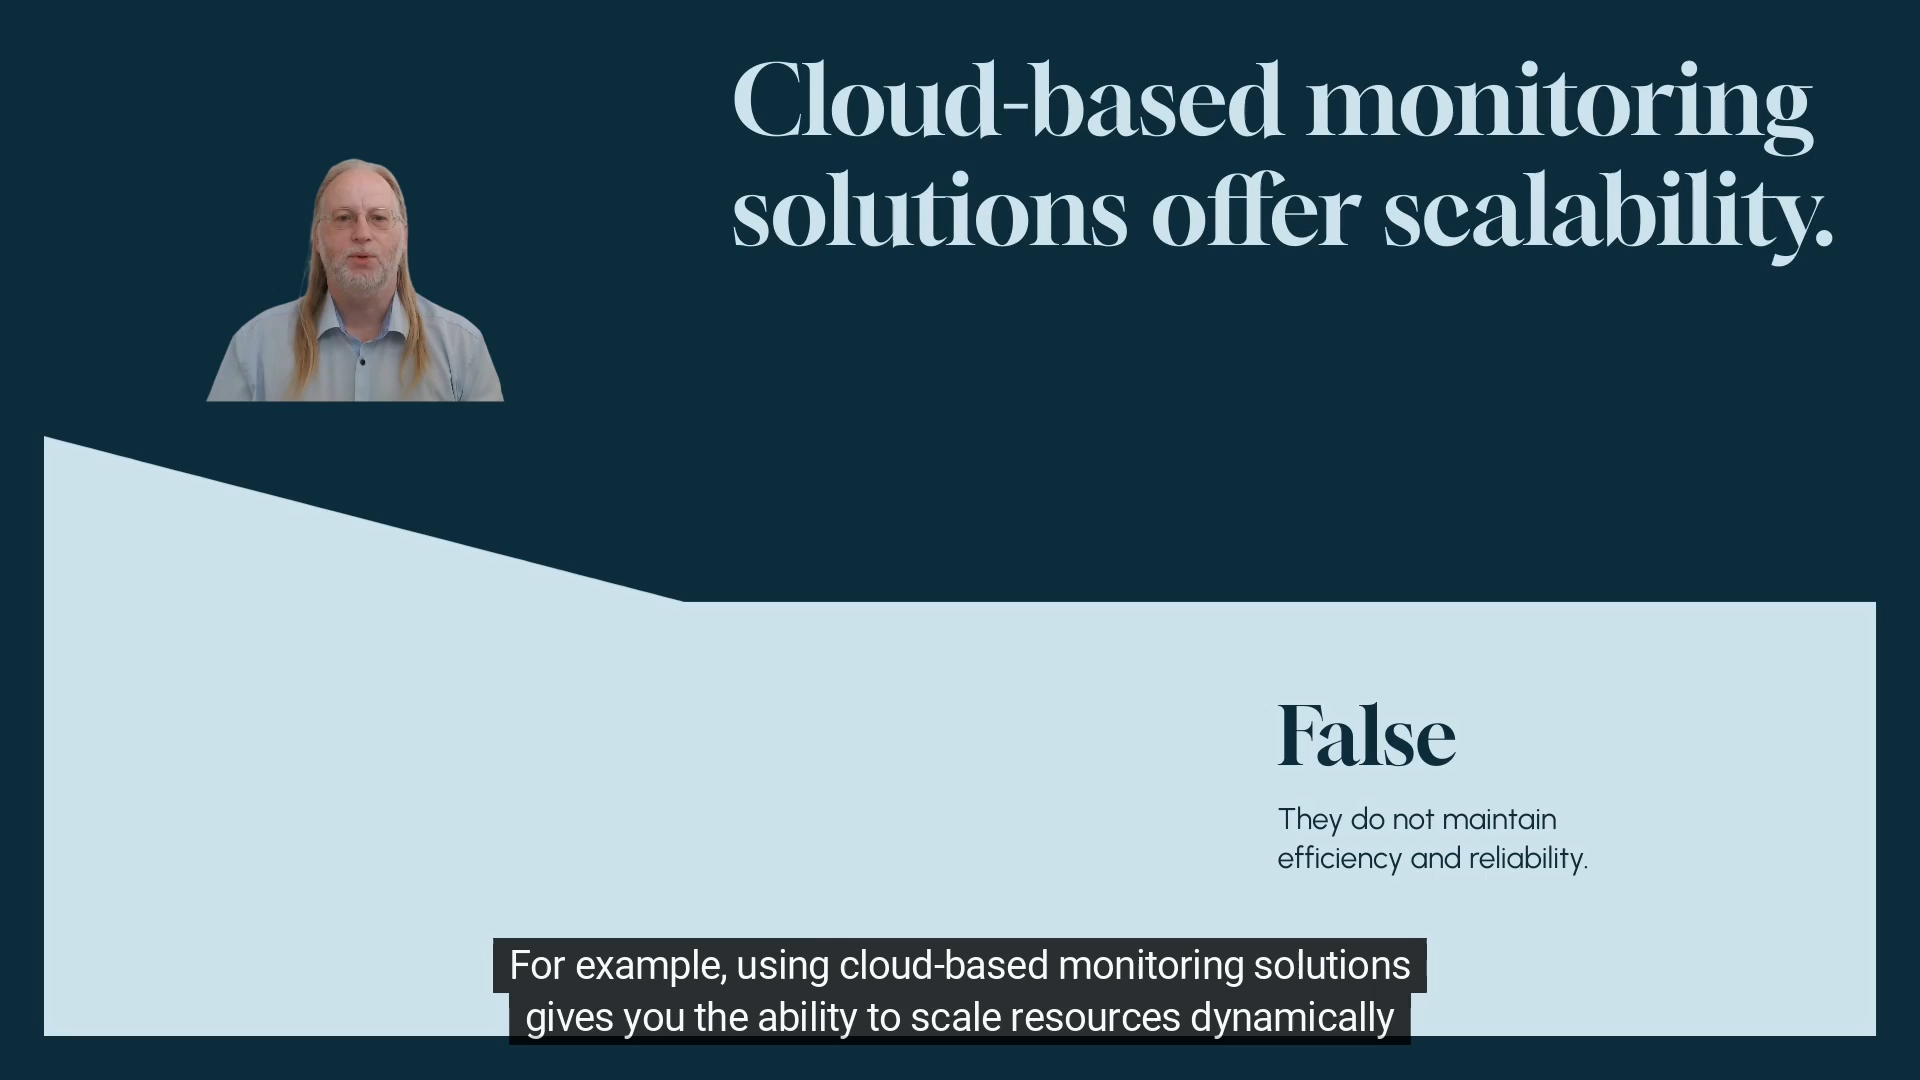 Cloud-based monitoring
solutions offer scalability.
False
They do not maintain
efficiency and reliability.
For example, using cloud-based monitoring solutions
gives you the ability to scale resources dynamically